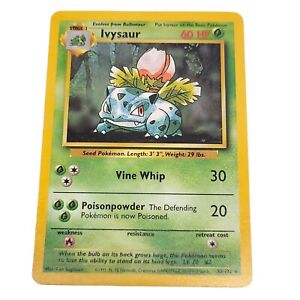 Evolves from Bulbasaur
Put Ivysaur on the Basic Pokémon
STAGE 1
Ivysaur
60 HP
Seed Pokémon. Length: 3' 3", Weight: 29 lbs.
Vine Whip
30
Poisonpowder The Defending
Pokémon is now Poisoned.
20
weakness
resistance
retreat cost
When the bulb on its back grows large, the Pokémon seems
to lose the ability to stand on its hind legs.